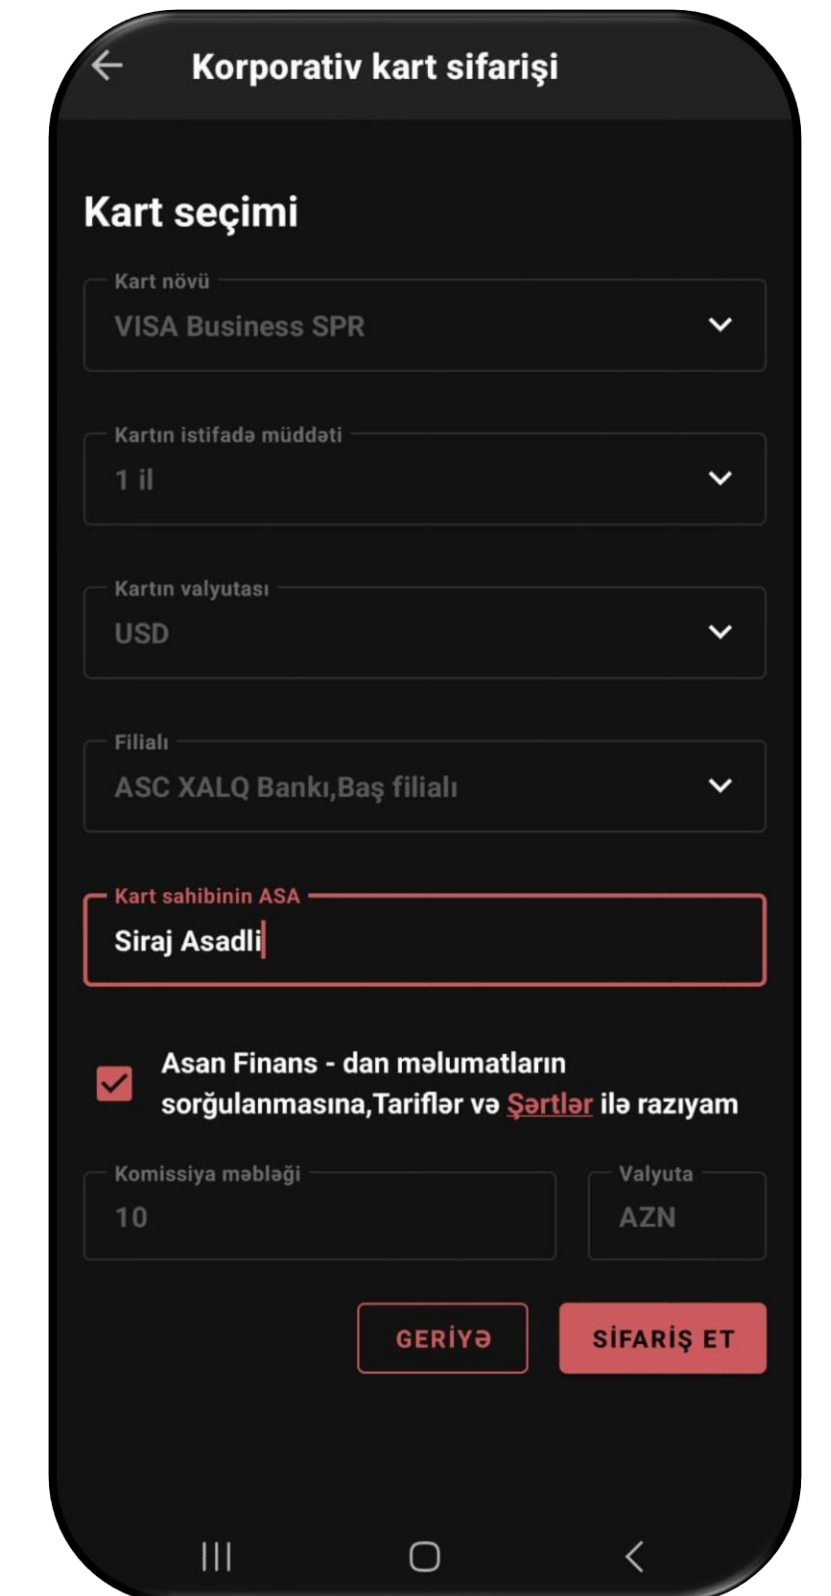 Korporativ kart sifarişi
Kart seçimi
Kart növü
VISA Business SPR
Kartın istifadə müddəti
1 il
Kartın valyutası
USD
Filialı
ASC XALQ Bankı,Baş filialı
Kart sahibinin ASA
Siraj Asadli
Asan Finans - dan məlumatların
sorğulanmasına,Tariflər və Şərtlər ilə razıyam
Komissiya məbləği
10
Valyuta
AZN
GERİYƏ
SİFARİŞ ET